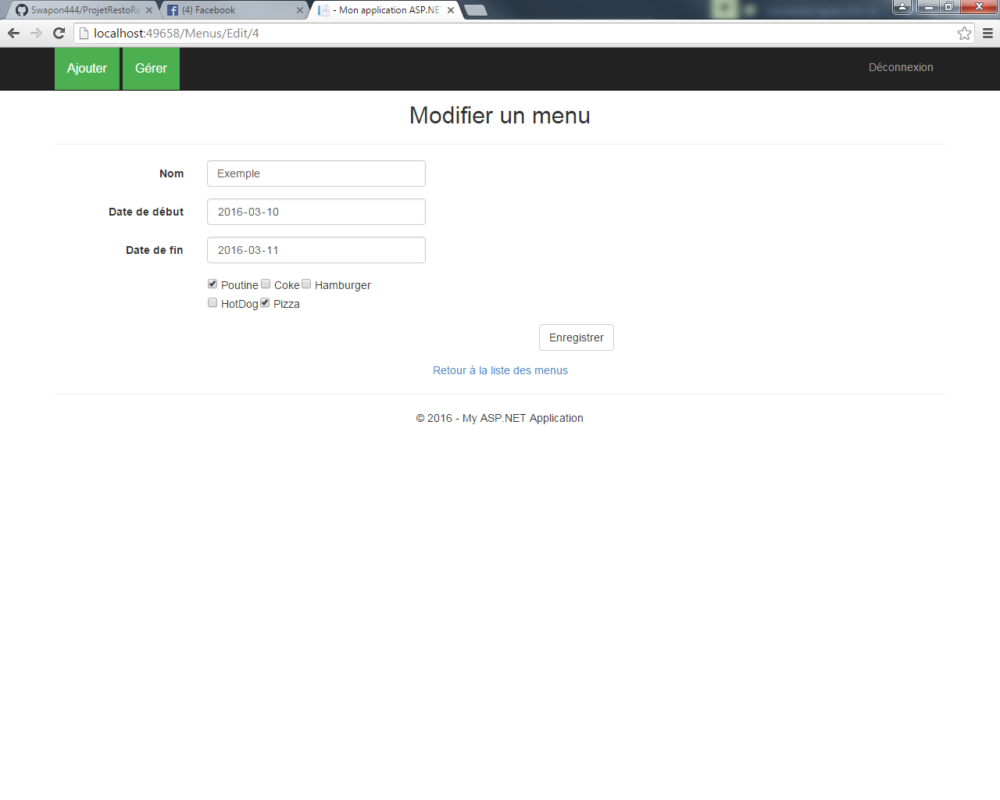 Swapon444/ProjetRestoRa
(4) Facebook
- Mon application ASP.NET
localhost:49658/Menus/Edit/4
Ajouter Gérer Déconnexion
Modifier un menu
Nom Exemple
Date de début 2016-03-10
Date de fin 2016-03-11
Poutine Coke Hamburger
HotDog Pizza
Enregistrer
Retour à la liste des menus
© 2016 - My ASP.NET Application